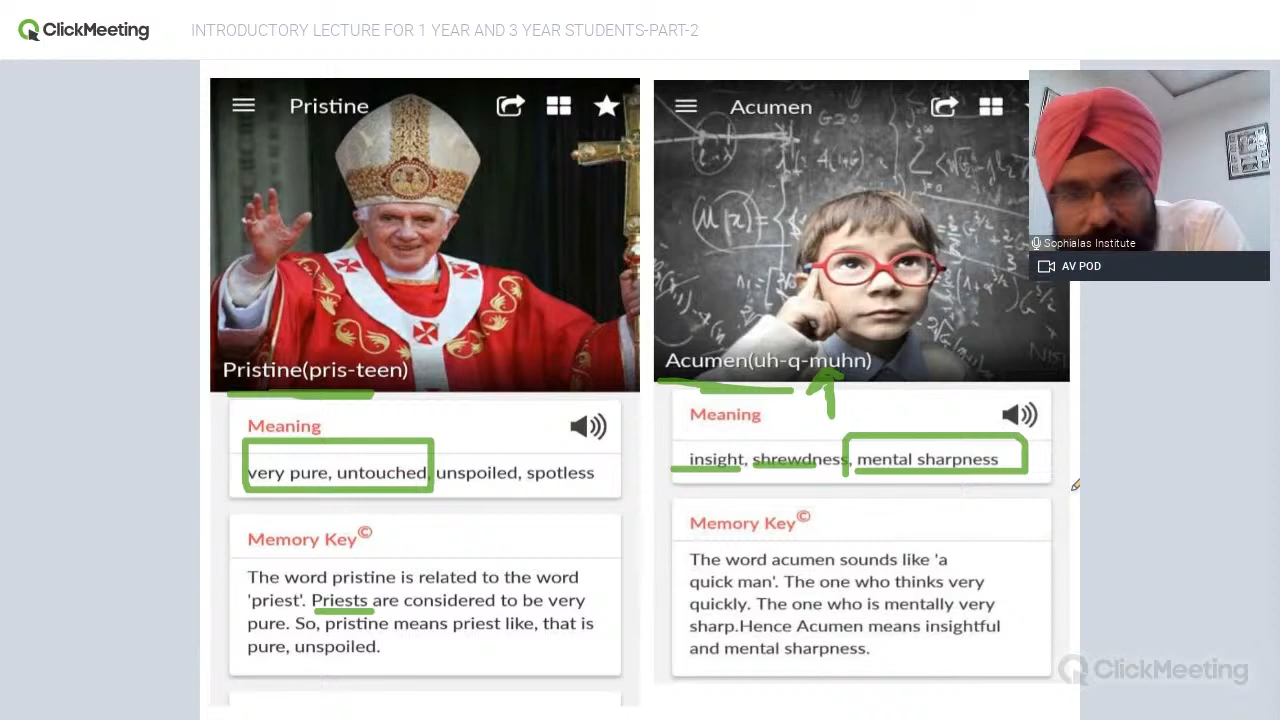 ClickMeeting
INTRODUCTORY LECTURE FOR 1 YEAR AND 3 YEAR STUDENTS-PART-2
Pristine
Pristine(pris-teen)
Meaning
very pure, untouched, unspoiled, spotless
Memory Key©
The word pristine is related to the word
'priest'. Priests are considered to be very
pure. So, pristine means priest like, that is
pure, unspoiled.
Acumen
Acumen(uh-q-muhn)
Meaning
insight, shrewdness, mental sharpness
Memory Key©
The word acumen sounds like 'a
quick man'. The one who thinks very
quickly. The one who is mentally very
sharp.Hence Acumen means insightful
and mental sharpness.
Sophialas Institute
AV POD
ClickMeeting